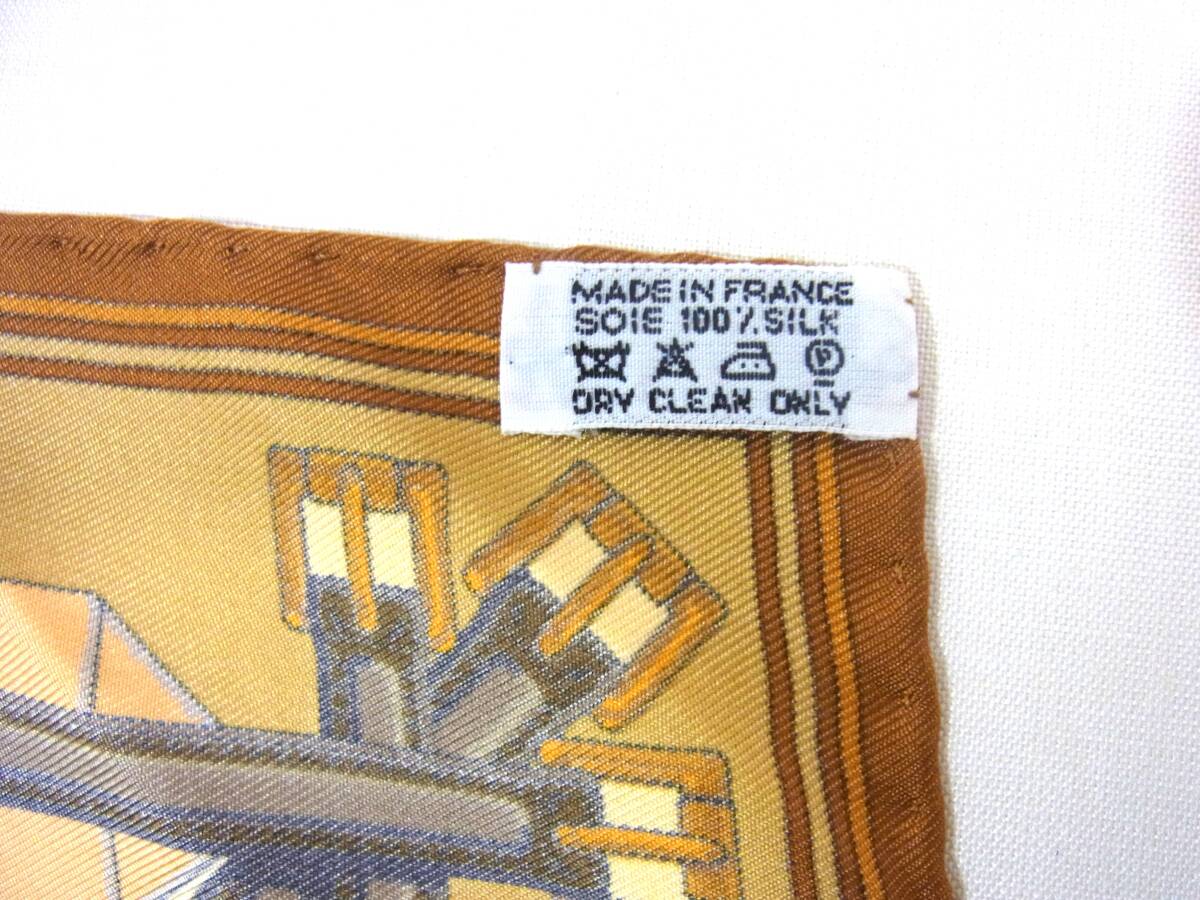 MADE IN FRANCE
SOIE 100% SILK
DRY CLEAN ONLY